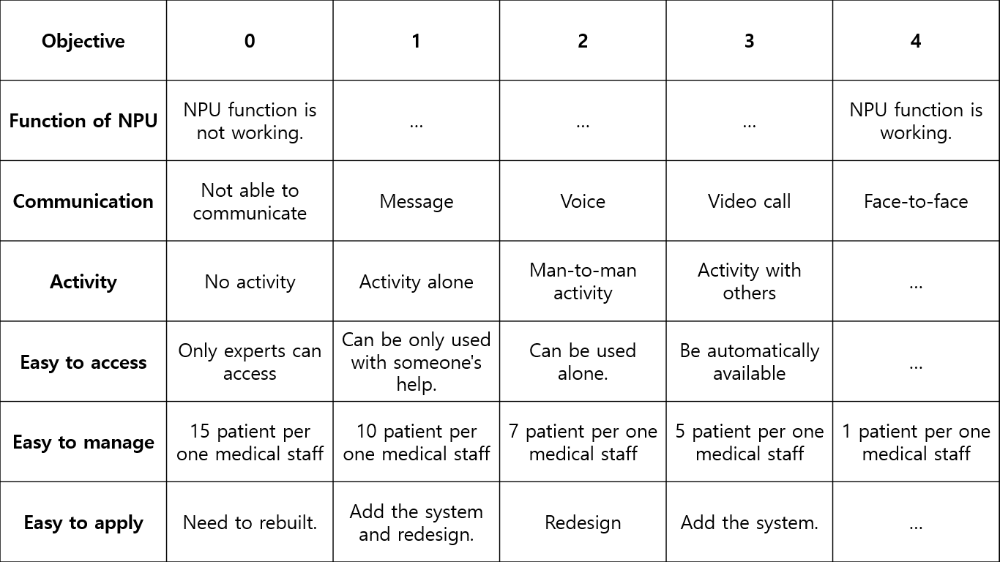 Objective 0 1 2 3 4
Function of NPU
NPU function is
not working.
...
...
...
NPU function is
working.
Communication
Not able to
communicate
Message
Voice
Video call
Face-to-face
Activity
No activity
Activity alone
Man-to-man
activity
Activity with
others
...
Easy to access
Only experts can
access
Can be only used
with someone's
help.
Can be used
alone.
Be automatically
available
...
Easy to manage
15 patient per
one medical staff
10 patient per
one medical staff
7 patient per one
medical staff
5 patient per one
medical staff
1 patient per one
medical staff
Easy to apply
Need to rebuilt.
Add the system
and redesign.
Redesign
Add the system.
...